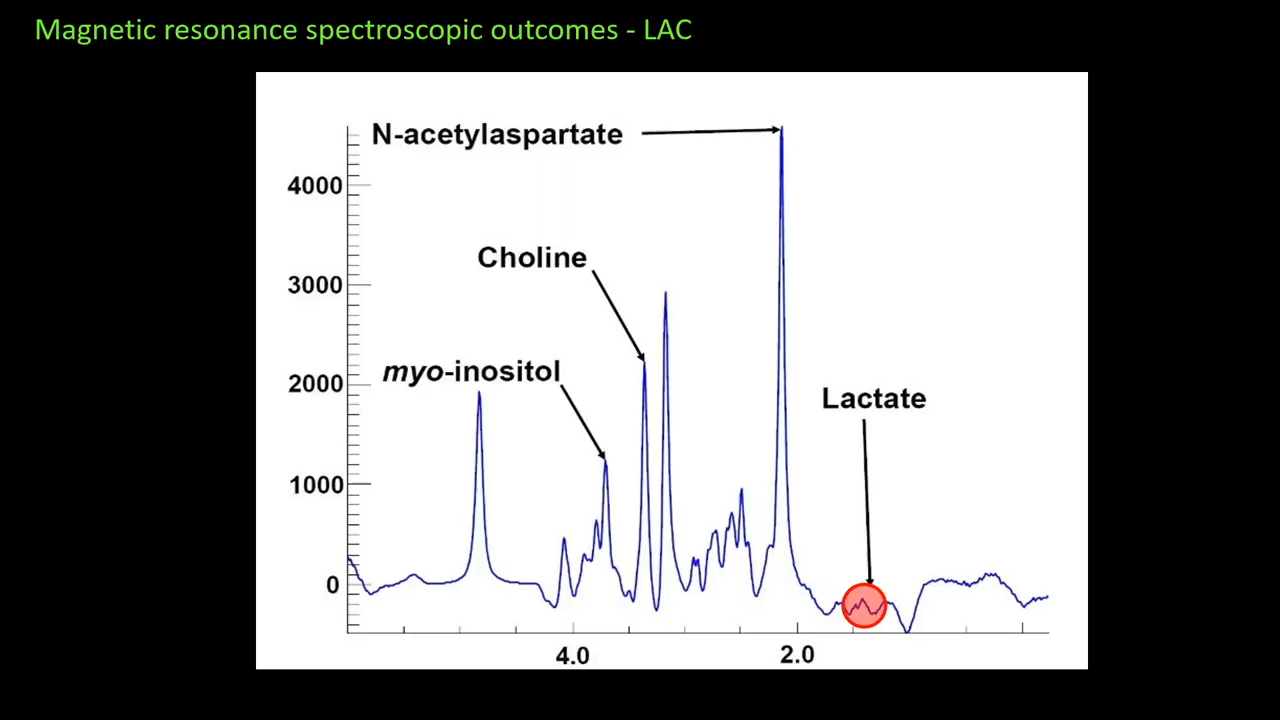 Magnetic resonance spectroscopic outcomes - LAC
N-acetylaspartate
4000
Choline
3000
myo-inositol
2000
Lactate
1000
0
4.0 2.0